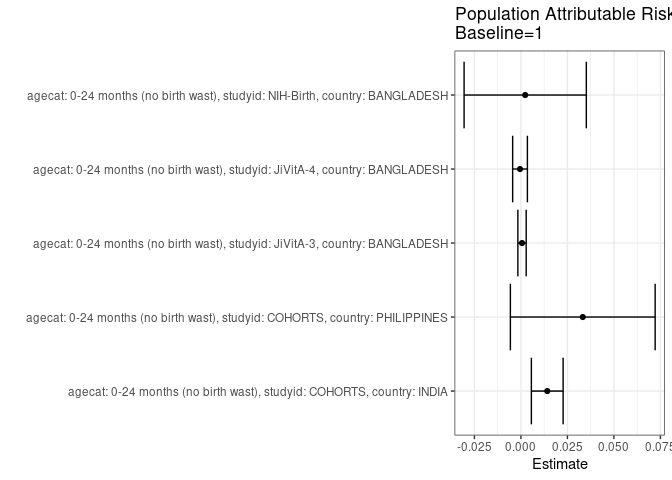 Population Attributable Risk
Baseline=1
agecat: 0-24 months (no birth wast), studyid: NIH-Birth, country: BANGLADESH
agecat: 0-24 months (no birth wast), studyid: JiVitA-4, country: BANGLADESH
agecat: 0-24 months (no birth wast), studyid: JiVitA-3, country: BANGLADESH
agecat: 0-24 months (no birth wast), studyid: COHORTS, country: PHILIPPINES
agecat: 0-24 months (no birth wast), studyid: COHORTS, country: INDIA
-0.025 0.000 0.025 0.050 0.075
Estimate